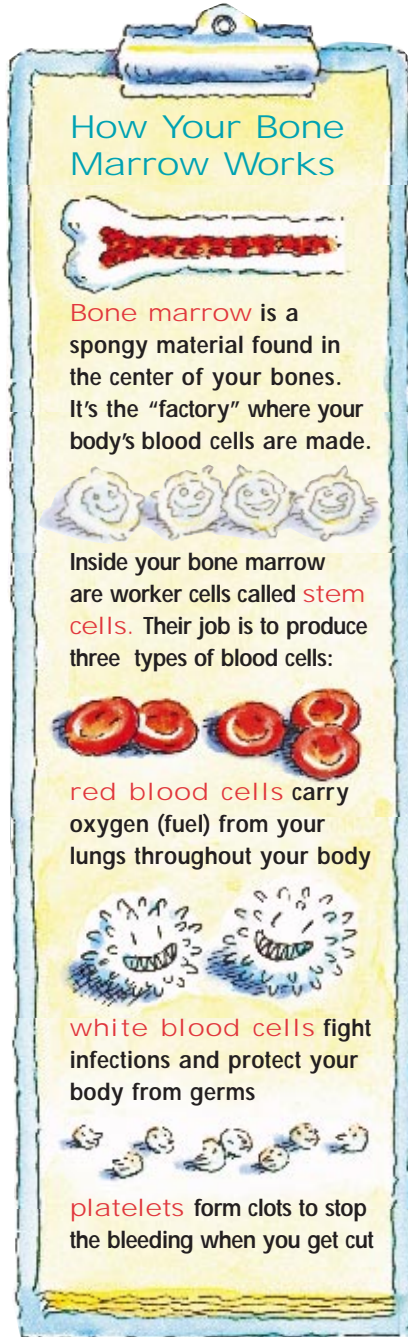 How Your Bone
Marrow Works
Bone marrow is a
spongy material found in
the center of your bones.
It's the “factory” where your
body's blood cells are made.
Inside your bone marrow
are worker cells called stem
cells. Their job is to produce
three types of blood cells:
red blood cells carry
oxygen (fuel) from your
lungs throughout your body
white blood cells fight
infections and protect your
body from germs
platelets form clots to stop
the bleeding when you get cut